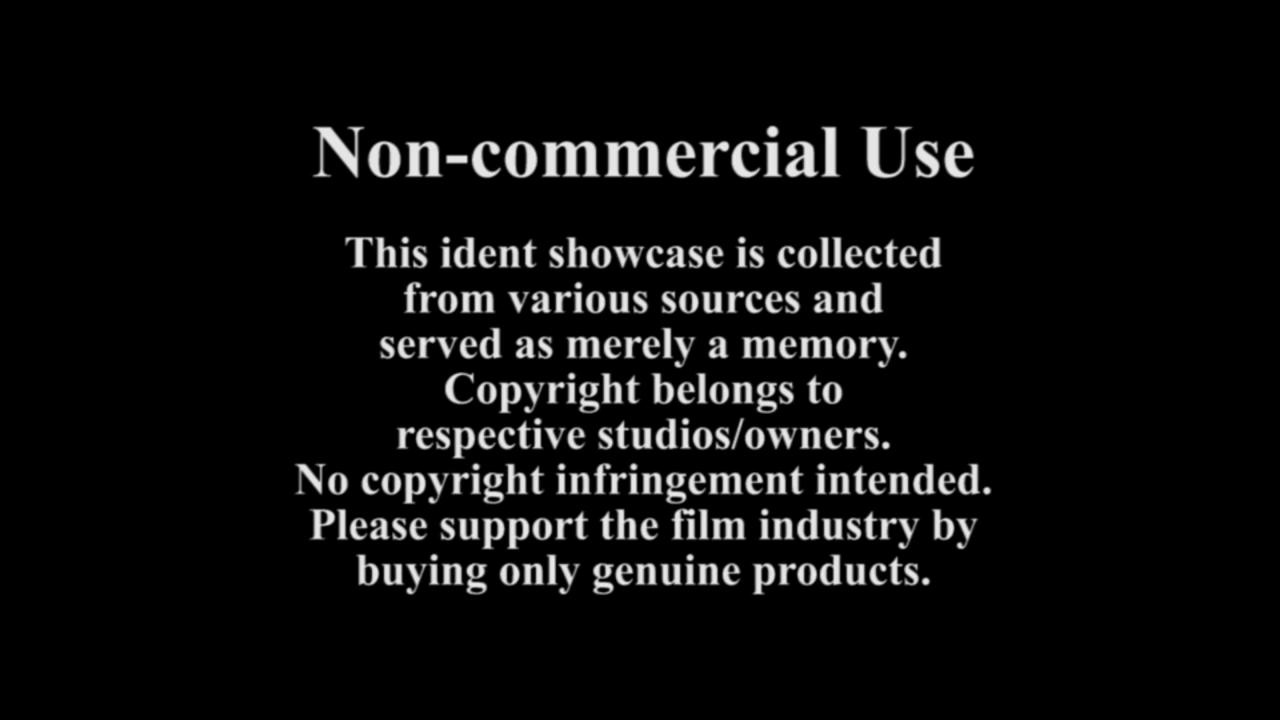 Non-commercial Use
This ident showcase is collected
from various sources and
served as merely a memory.
Copyright belongs to
respective studios/owners.
No copyright infringement intended.
Please support the film industry by
buying only genuine products.